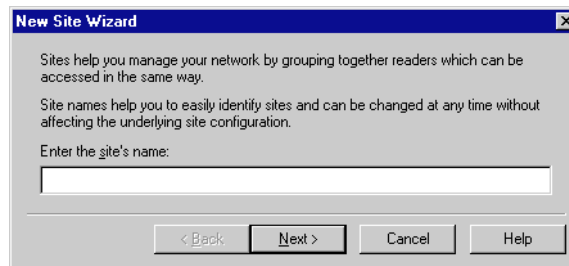 New Site Wizard
Sites help you manage your network by grouping together readers which can be
accessed in the same way.
Site names help you to easily identify sites and can be changed at any time without
affecting the underlying site configuration.
Enter the site's name:
< Back Next > Cancel Help